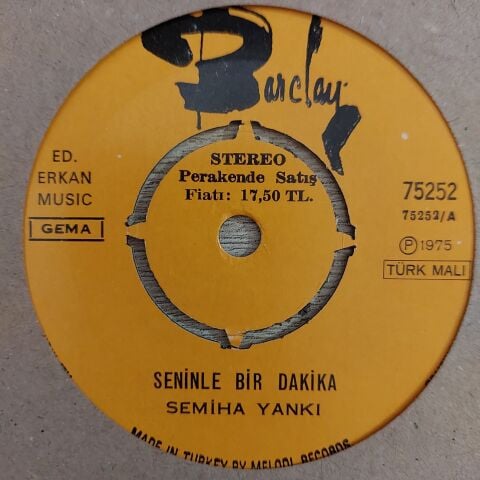 Barclay
STEREO
Perakende Satış
Fiatı: 17,50 TL.
ED.
ERKAN
MUSIC
GEMA
75252
75252/A
Ⓟ1975
TÜRK MALI
SENİNLE BİR DAKİKA
SEMİHA YANKI
MADE IN TURKEY BY MELODI RECORDS